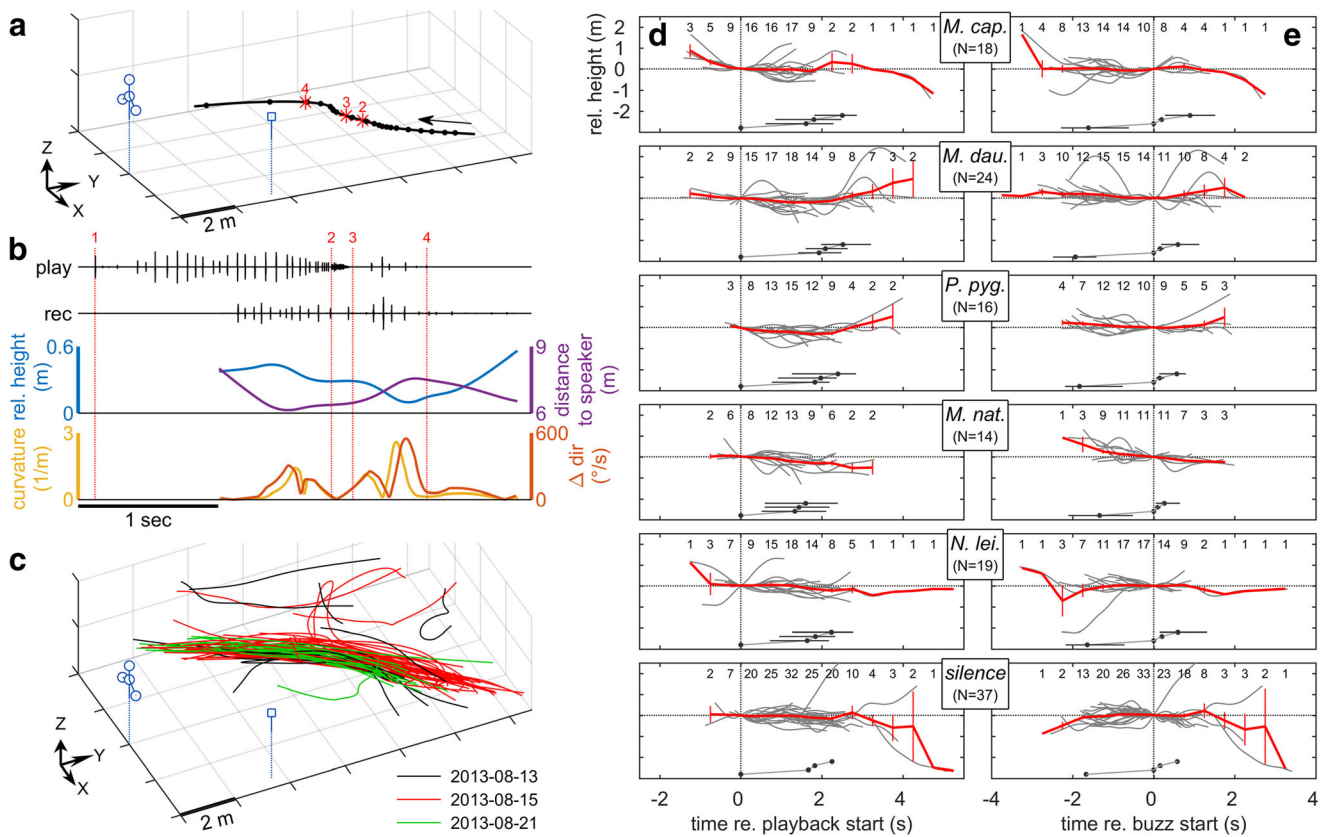 a
4
3
2
Z
Y
X
2 m
b
1
2
3
4
play
rec
0.6
rel. height
(m)
0
9
distance
to speaker
(m)
6
3
curvature
(1/m)
0
600
Δ dir
(°/s)
0
1 sec
c
Z
Y
X
2 m
2013-08-13
2013-08-15
2013-08-21
d
e
rel. height (m)
2
1
0
-1
-2
3 5 9 16 16 17 9 2 2 1 1 1 1
M. cap.
(N=18)
1 4 8 13 14 14 8 4 1 1 1 1
2 2 9 15 17 18 14 9 8 7 3 2
M. dau.
(N=24)
1 3 10 12 15 15 14 11 10 8 4 2
3 8 13 15 12 10 9 4 2 2
P. pyg.
(N=16)
4 7 12 12 10 9 5 5 3
2 6 8 12 13 9 6 2 2
M. nat.
(N=14)
1 3 9 11 11 11 7 3 3
1 3 7 9 15 18 14 8 5 1 1 1 1 1
N. lei.
(N=19)
1 1 3 7 11 17 17 14 9 2 1 1 1 1
2 7 20 25 32 25 20 10 4 3 2 1
silence
(N=37)
1 2 13 20 26 33 23 18 8 3 3 2 1
-2 0 2 4
-4 -2 0 2 4
time re. playback start (s)
time re. buzz start (s)